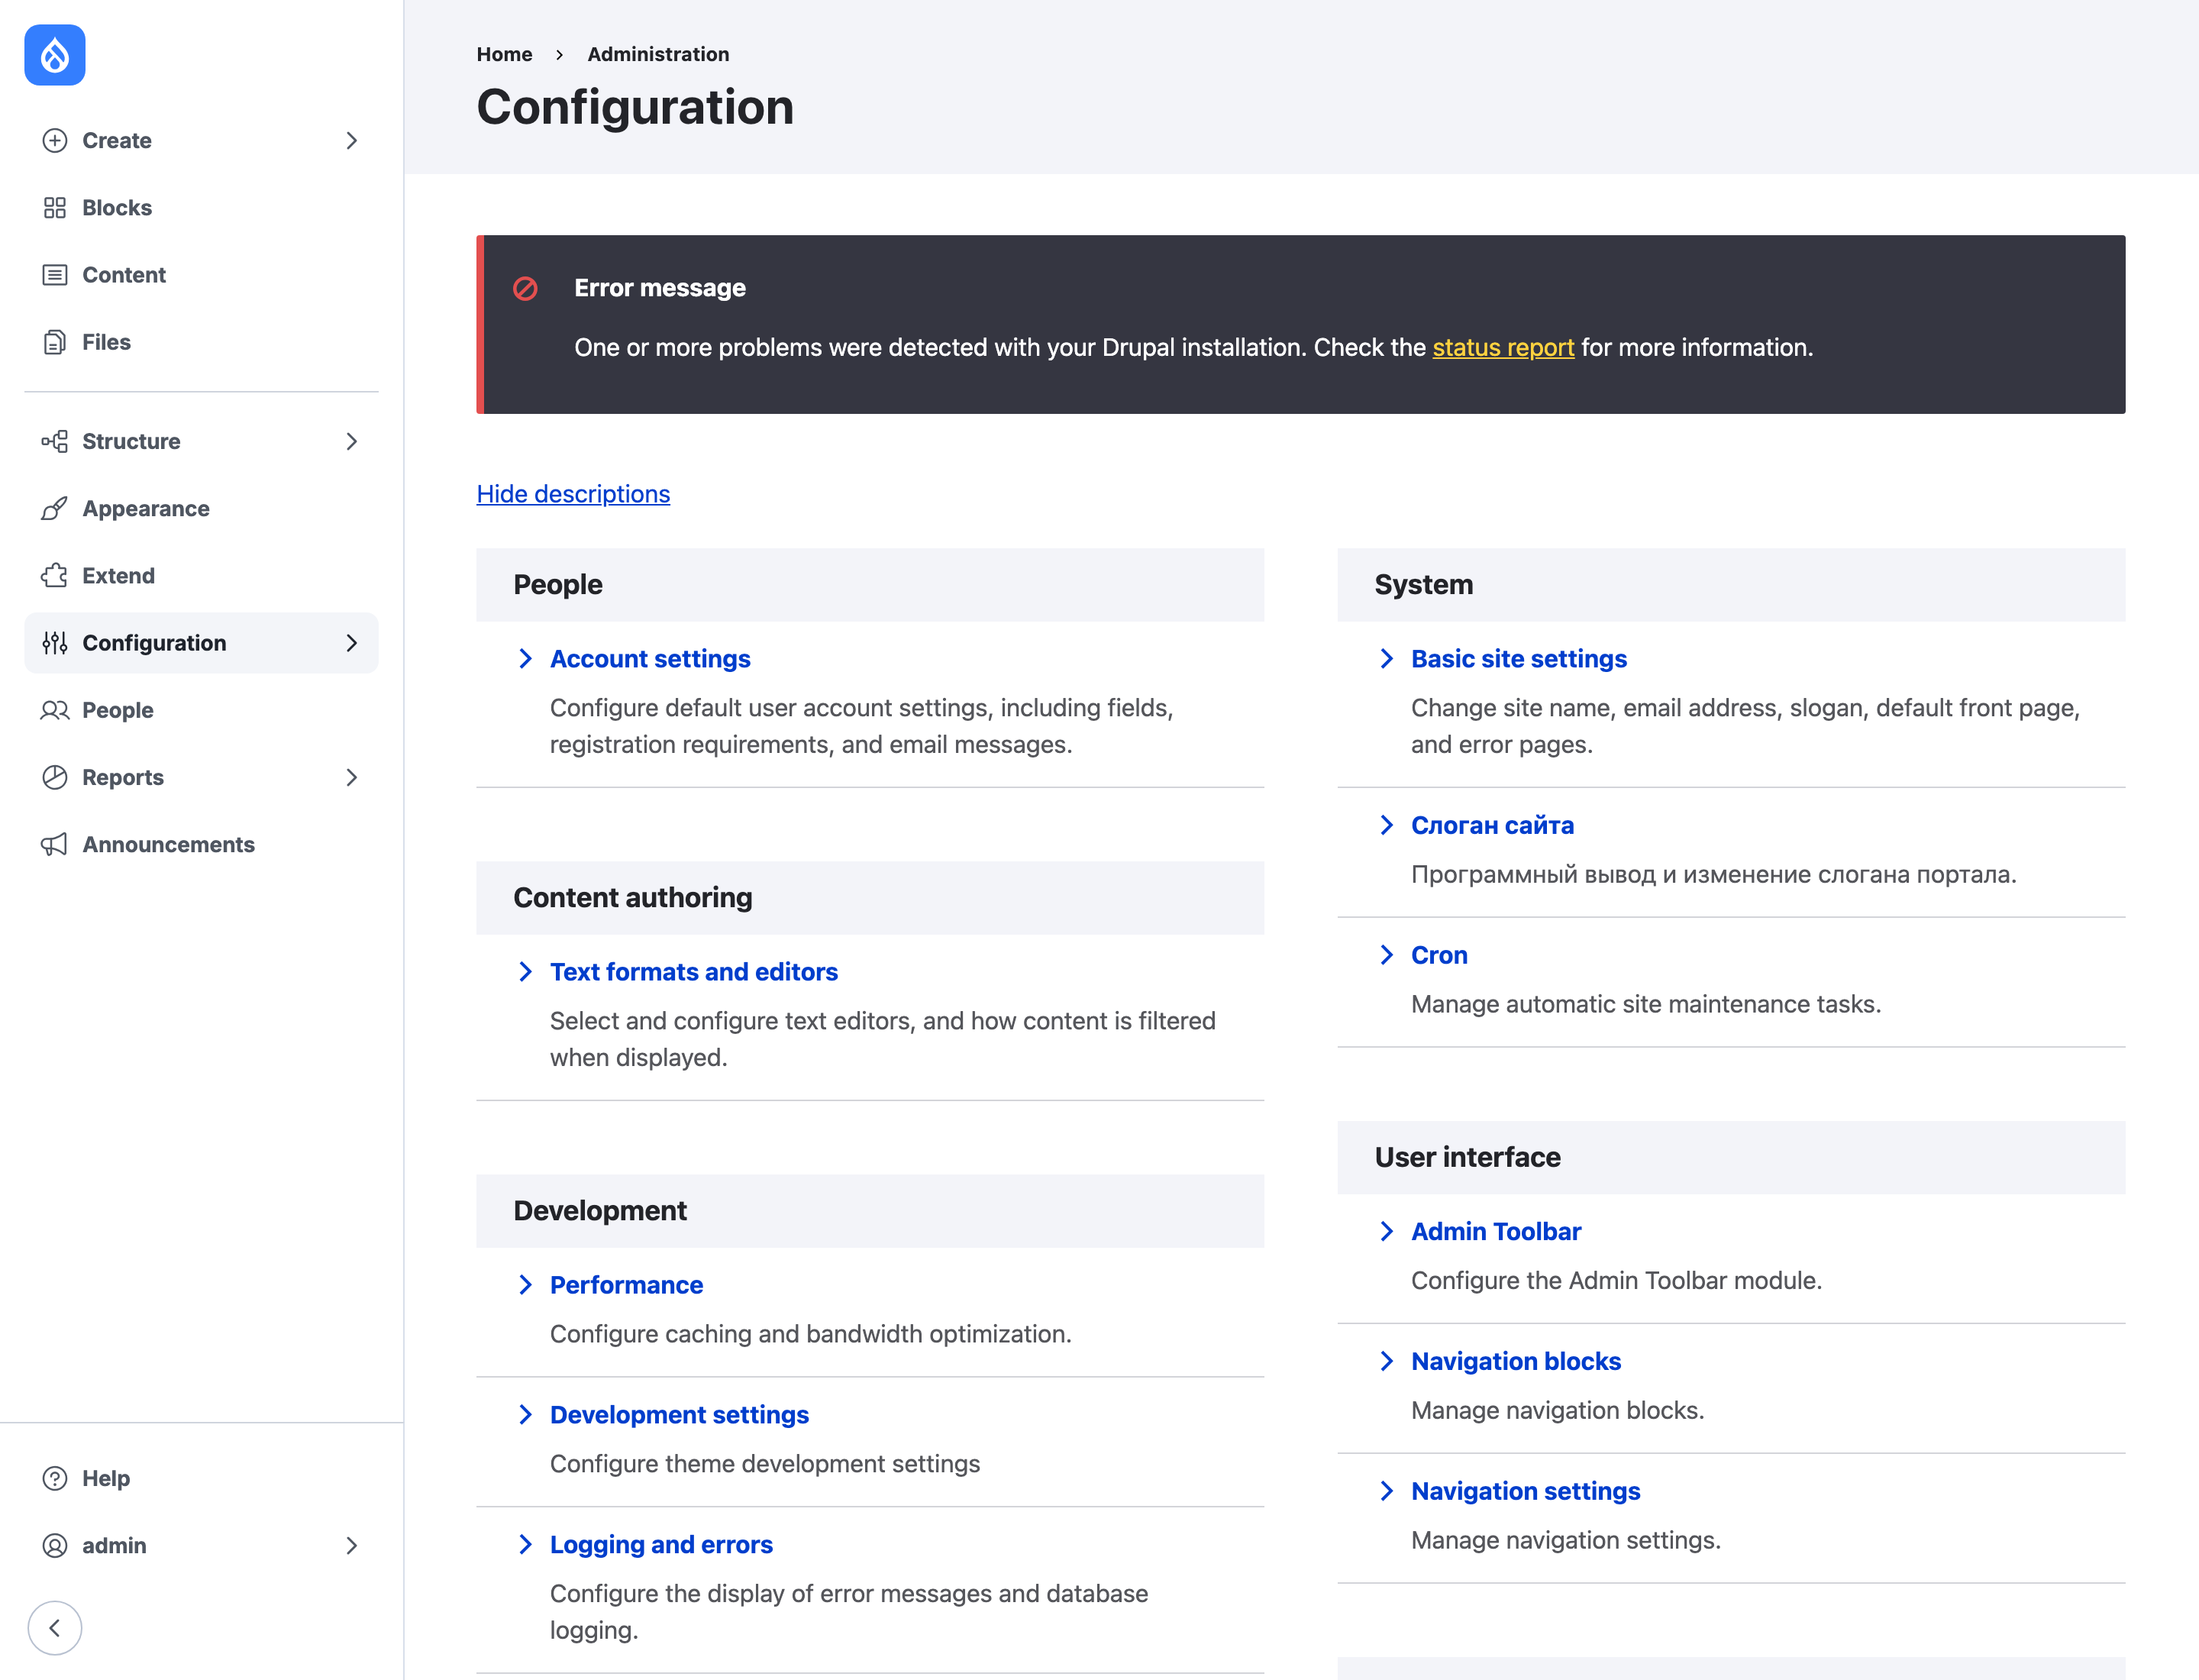 Create
Blocks
Content
Files
Structure
Appearance
Extend
Configuration
People
Reports
Announcements
Help
admin
Home > Administration
Configuration
Error message
One or more problems were detected with your Drupal installation. Check the status report for more information.
Hide descriptions
People
Account settings
Configure default user account settings, including fields,
registration requirements, and email messages.
Content authoring
Text formats and editors
Select and configure text editors, and how content is filtered
when displayed.
Development
Performance
Configure caching and bandwidth optimization.
Development settings
Configure theme development settings
Logging and errors
Configure the display of error messages and database
logging.
System
Basic site settings
Change site name, email address, slogan, default front page,
and error pages.
Слоган сайта
Программный вывод и изменение слогана портала.
Cron
Manage automatic site maintenance tasks.
User interface
Admin Toolbar
Configure the Admin Toolbar module.
Navigation blocks
Manage navigation blocks.
Navigation settings
Manage navigation settings.